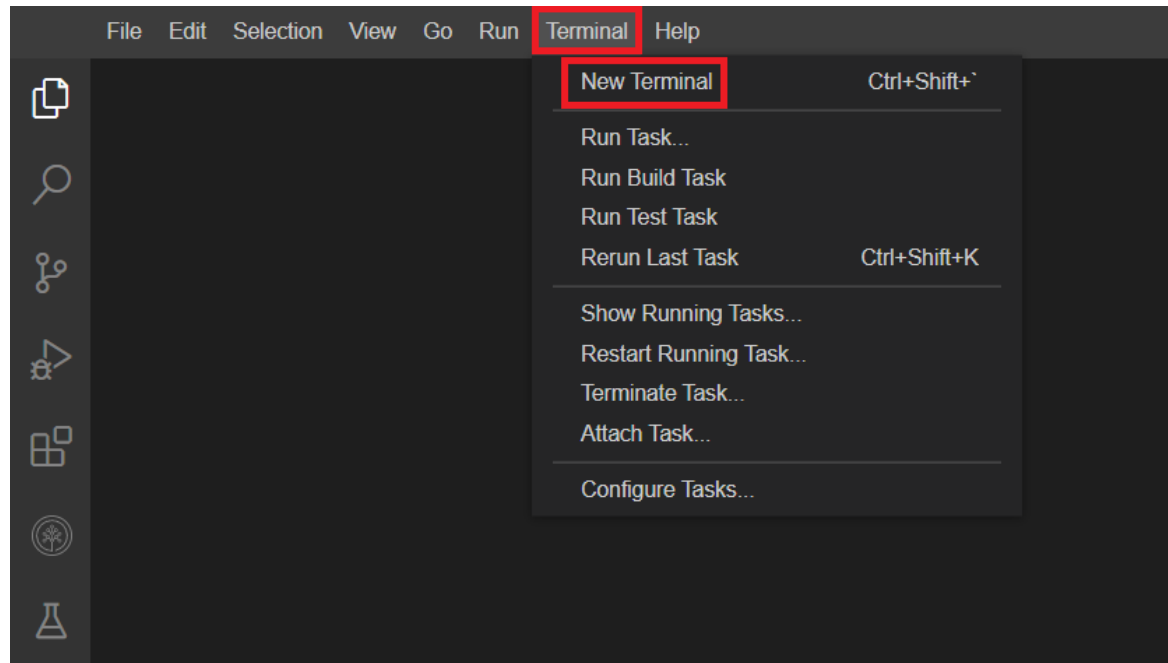 File Edit Selection View Go Run Terminal Help
New Terminal Ctrl+Shift+`
Run Task...
Run Build Task
Run Test Task
Rerun Last Task Ctrl+Shift+K
Show Running Tasks...
Restart Running Task...
Terminate Task...
Attach Task...
Configure Tasks...